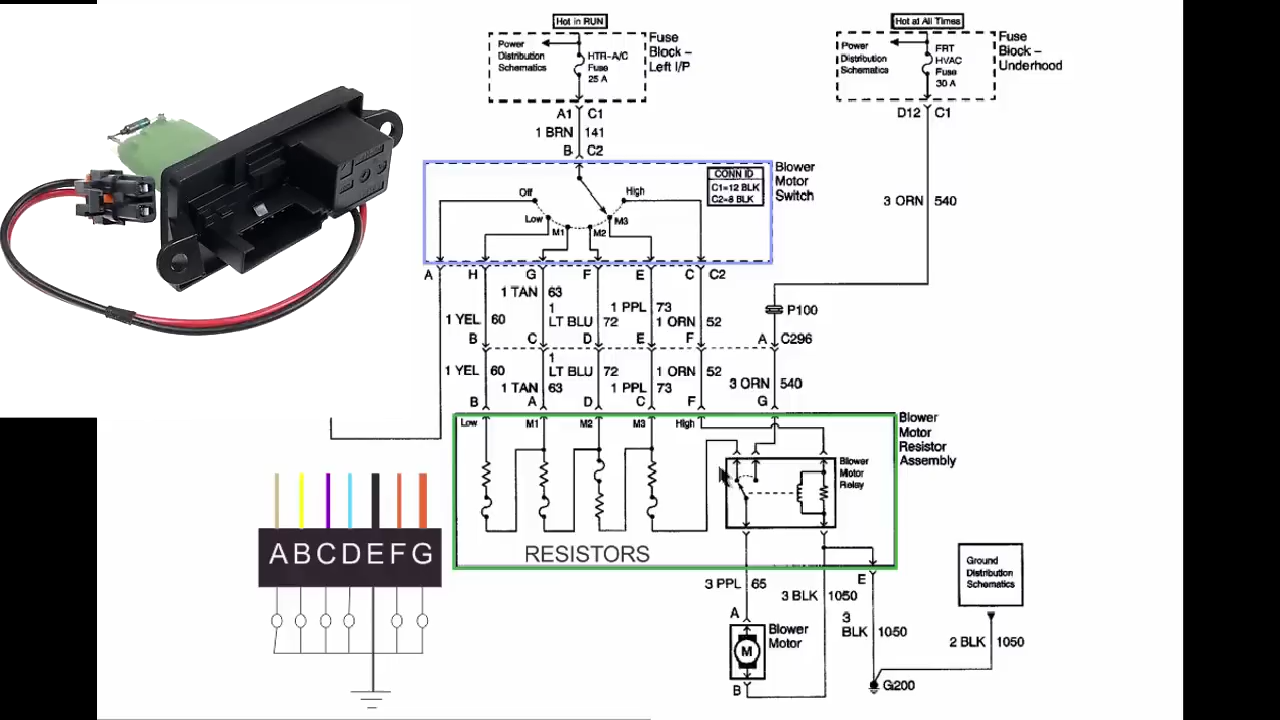 Hot in RUN
Hot at All Times
Power
Distribution
Schematics
HTR-A/C
Fuse
25 A
Fuse
Block –
Left I/P
Power
Distribution
Schematics
FRT
HVAC
Fuse
30 A
Fuse
Block –
Underhood
A1 C1
D12 C1
1 BRN 141
B C2
Blower
Motor
Switch
CONN ID
C1=12 BLK
C2=8 BLK
Off
High
Low
M1
M2
M3
3 ORN 540
A H G F E C C2
1 TAN 63
1 YEL 60
1
LT BLU 72
1 PPL 73
1 ORN 52
P100
B C D E F A C296
1 YEL 60
1
LT BLU 72
1 ORN 52
1 TAN 63
1 PPL 73
3 ORN 540
B A D C F G
Low M1 M2 M3 High
Blower
Motor
Resistor
Assembly
Blower
Motor
Relay
RESISTORS
ABCDEFG
E
3 PPL 65
3 BLK 1050
3
BLK 1050
Ground
Distribution
Schematics
2 BLK 1050
A
M
Blower
Motor
B
G200